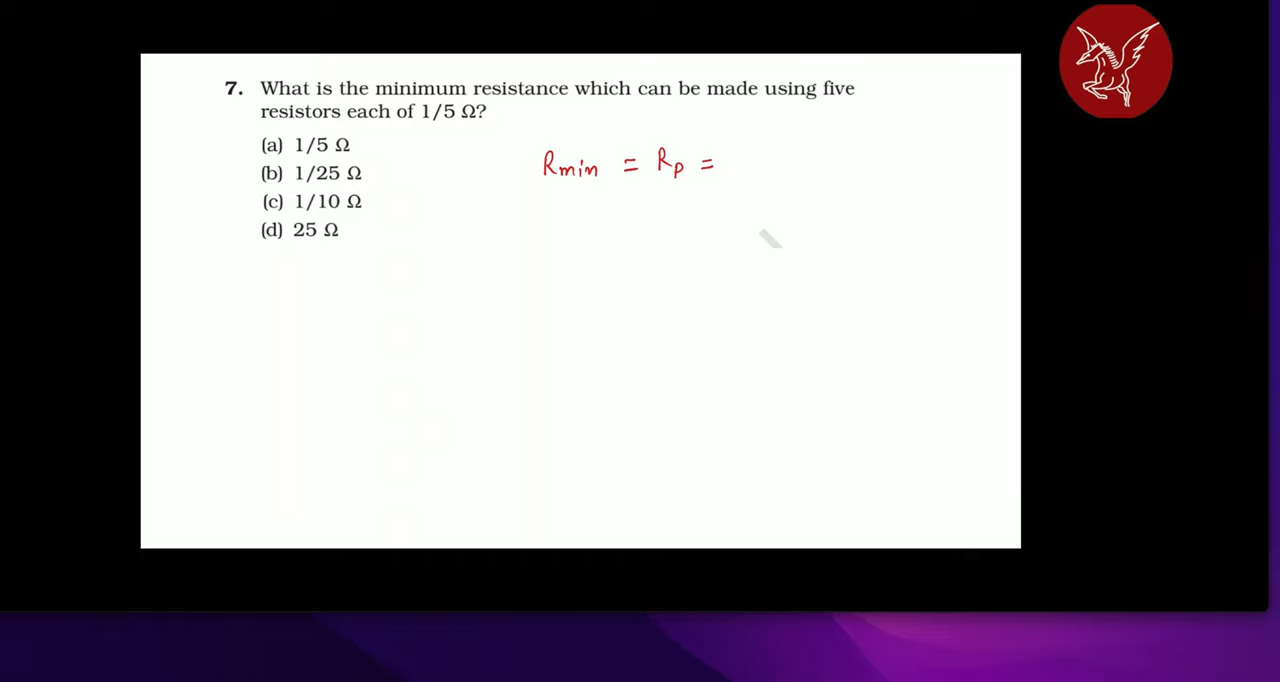 7. What is the minimum resistance which can be made using five
resistors each of 1/5 Ω?
(a) 1/5 Ω
(b) 1/25 Ω
(c) 1/10 Ω
(d) 25 Ω
Rmin = Rp =